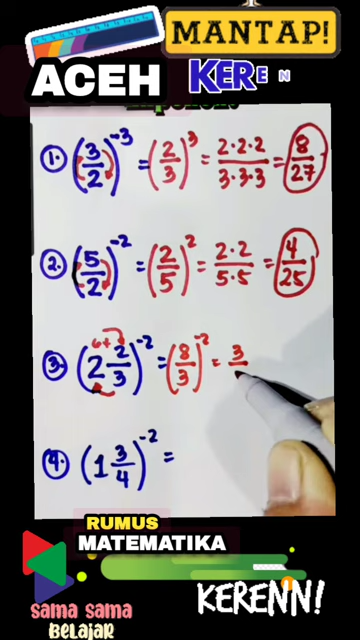 MANTAP!
ACEH KEREN
1. (3/2)^-3 = (2/3)^3 = 2·2·2/3·3·3 = 8/27
2. (5/2)^-2 = (2/5)^2 = 2·2/5·5 = 4/25
6+
3. (2 2/3)^-2 = (8/3)^-2 = 3
4. (1 3/4)^-2 =
RUMUS
MATEMATIKA
KERENN!
sama sama
Belajar